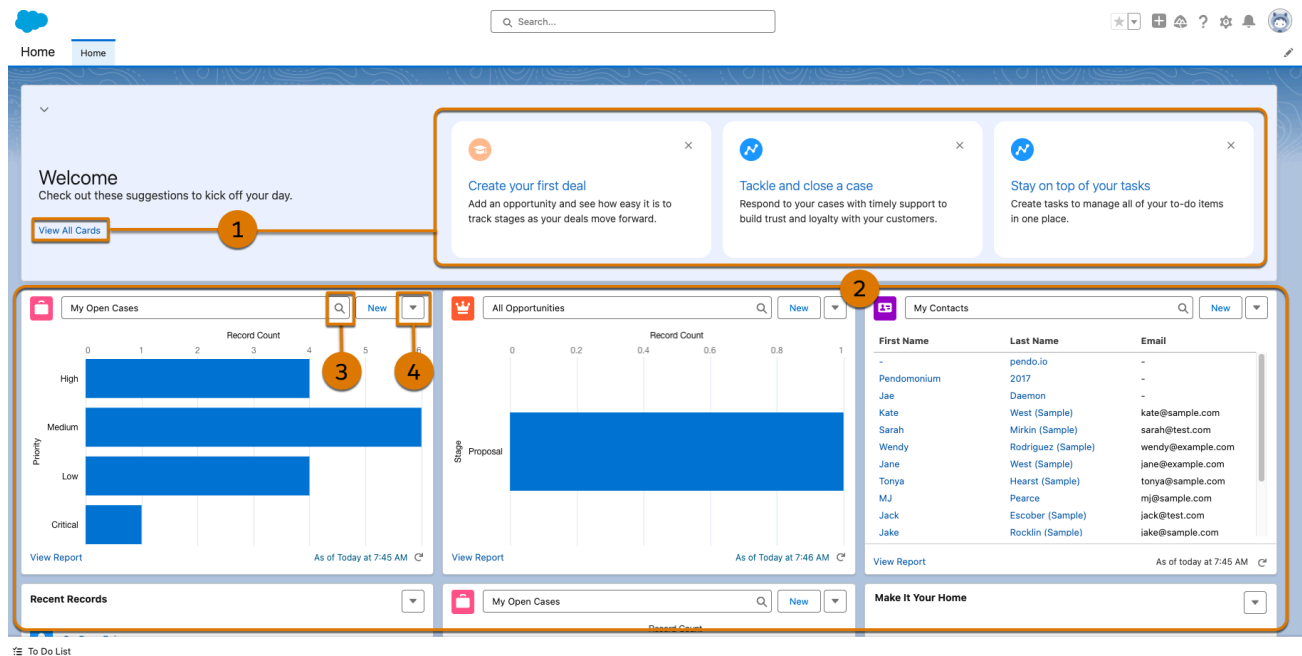 Search...
Home
Home
Welcome
Check out these suggestions to kick off your day.
View All Cards
1
Create your first deal
Add an opportunity and see how easy it is to
track stages as your deals move forward.
Tackle and close a case
Respond to your cases with timely support to
build trust and loyalty with your customers.
Stay on top of your tasks
Create tasks to manage all of your to-do items
in one place.
2
My Open Cases
New
3
4
Record Count
0 1 2 3 4 5 6
Priority
High
Medium
Low
Critical
View Report
As of Today at 7:45 AM
All Opportunities
New
Record Count
0 0.2 0.4 0.6 0.8 1
Stage
Proposal
View Report
As of Today at 7:46 AM
My Contacts
New
First Name Last Name Email
- pendo.io -
Pendomonium 2017 -
Jae Daemon -
Kate West (Sample) kate@sample.com
Sarah Mirkin (Sample) sarah@test.com
Wendy Rodriguez (Sample) wendy@example.com
Jane West (Sample) jane@example.com
Tonya Hearst (Sample) tonya@sample.com
MJ Pearce mj@sample.com
Jack Escober (Sample) jack@test.com
Jake Rocklin (Sample) jake@sample.com
View Report
As of today at 7:45 AM
Recent Records
My Open Cases
New
Record Count
Make It Your Home
To Do List